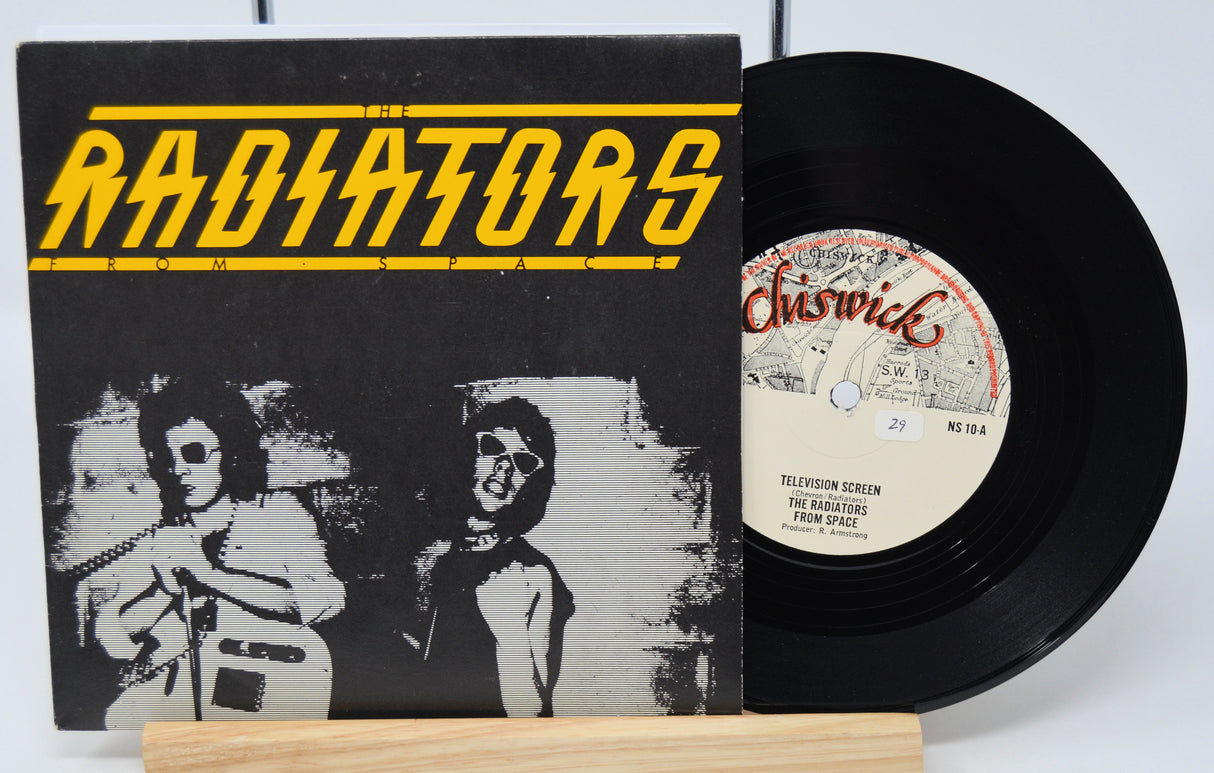 THE
RADIATORS
FROM · SPACE
CHISWICK
Chiswick
S.W. 13
29
NS 10-A
TELEVISION SCREEN
(Chevron/Radiators)
THE RADIATORS
FROM SPACE
Producer: R. Armstrong